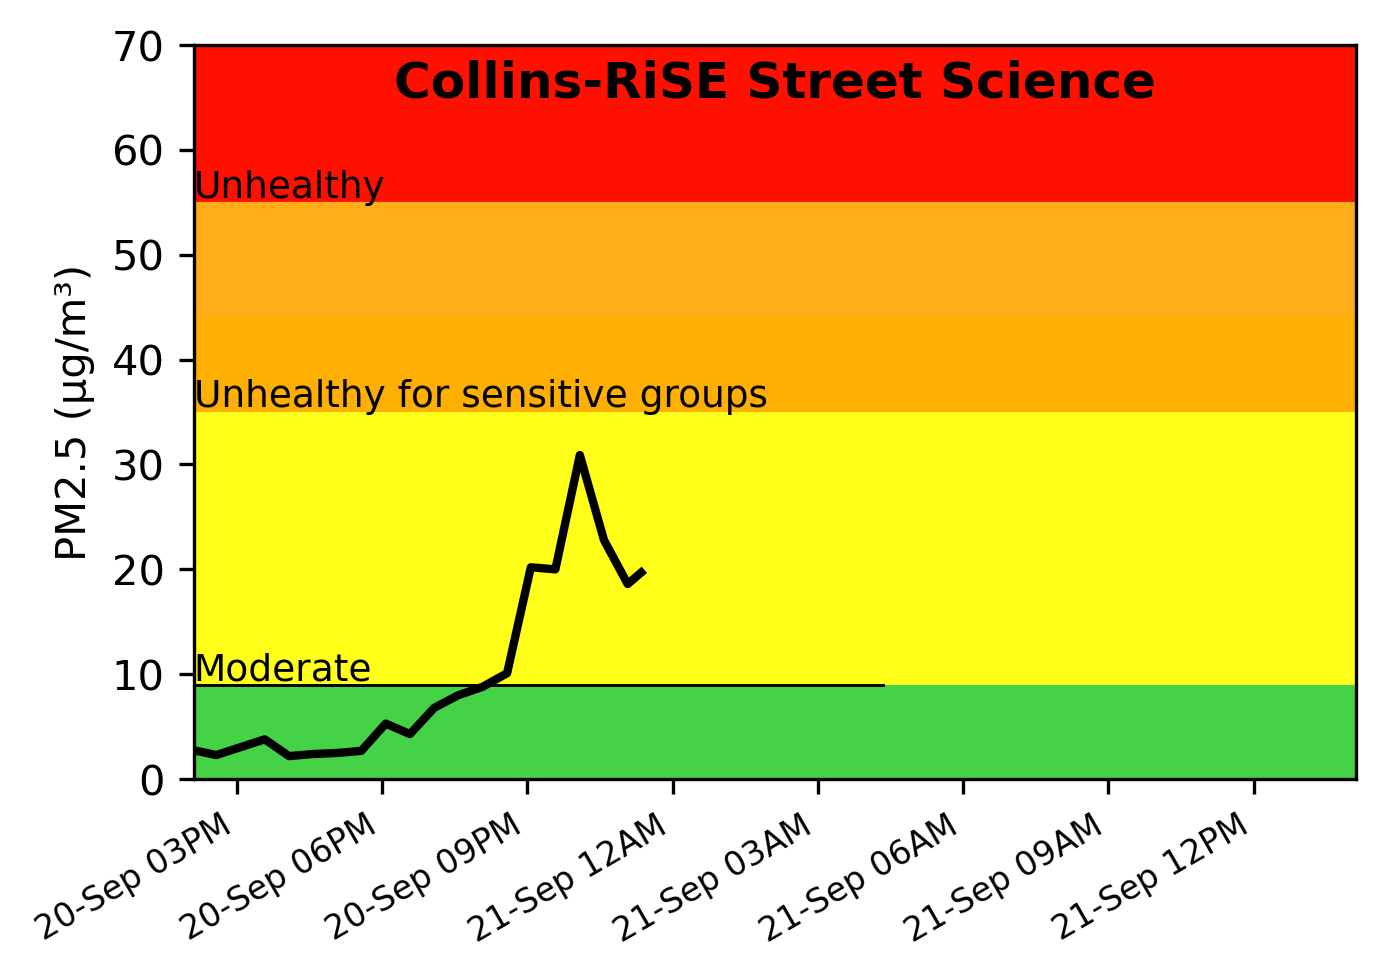 Collins-RiSE Street Science
70
60
Unhealthy
50
40
Unhealthy for sensitive groups
PM2.5 (µg/m³)
30
20
10
Moderate
0
20-Sep 03PM
20-Sep 06PM
20-Sep 09PM
21-Sep 12AM
21-Sep 03AM
21-Sep 06AM
21-Sep 09AM
21-Sep 12PM